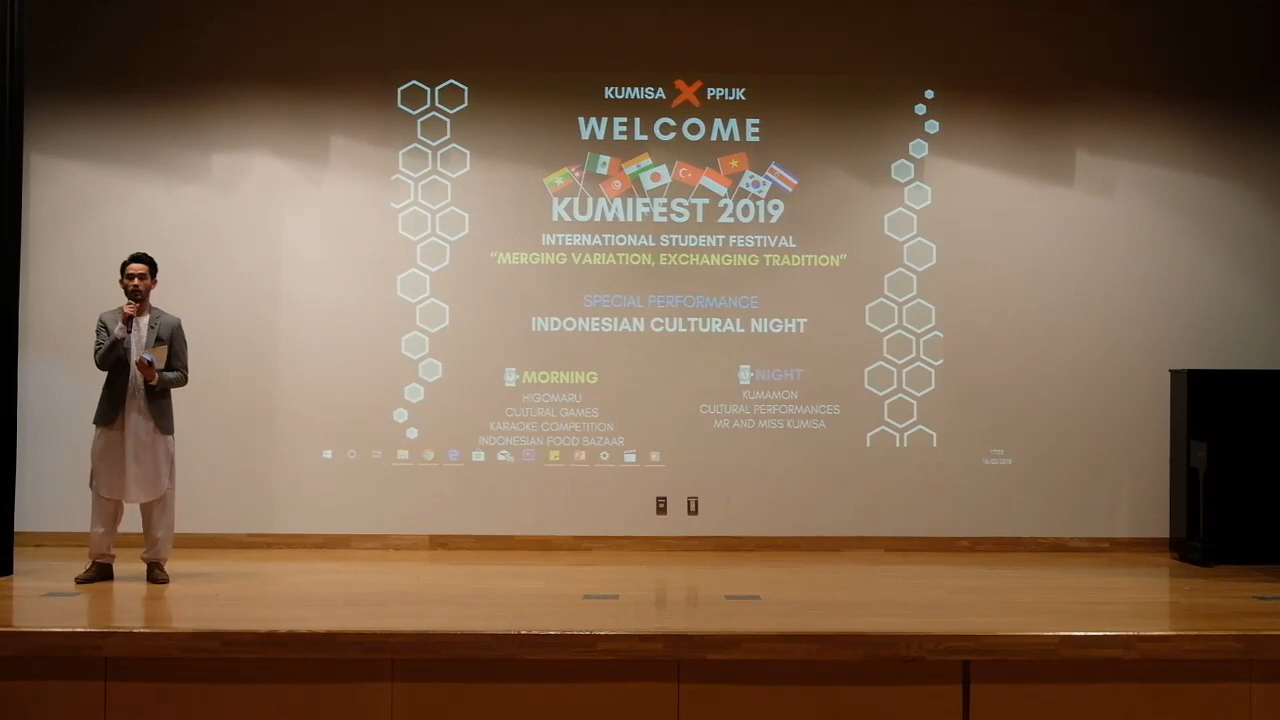 KUMISA X PPIJK
WELCOME
KUMIFEST 2019
INTERNATIONAL STUDENT FESTIVAL
“MERGING VARIATION, EXCHANGING TRADITION”
SPECIAL PERFORMANCE
INDONESIAN CULTURAL NIGHT
MORNING
HIGOMARU
CULTURAL GAMES
KARAOKE COMPETITION
INDONESIAN FOOD BAZAAR
NIGHT
KUMAMON
CULTURAL PERFORMANCES
MR AND MISS KUMISA